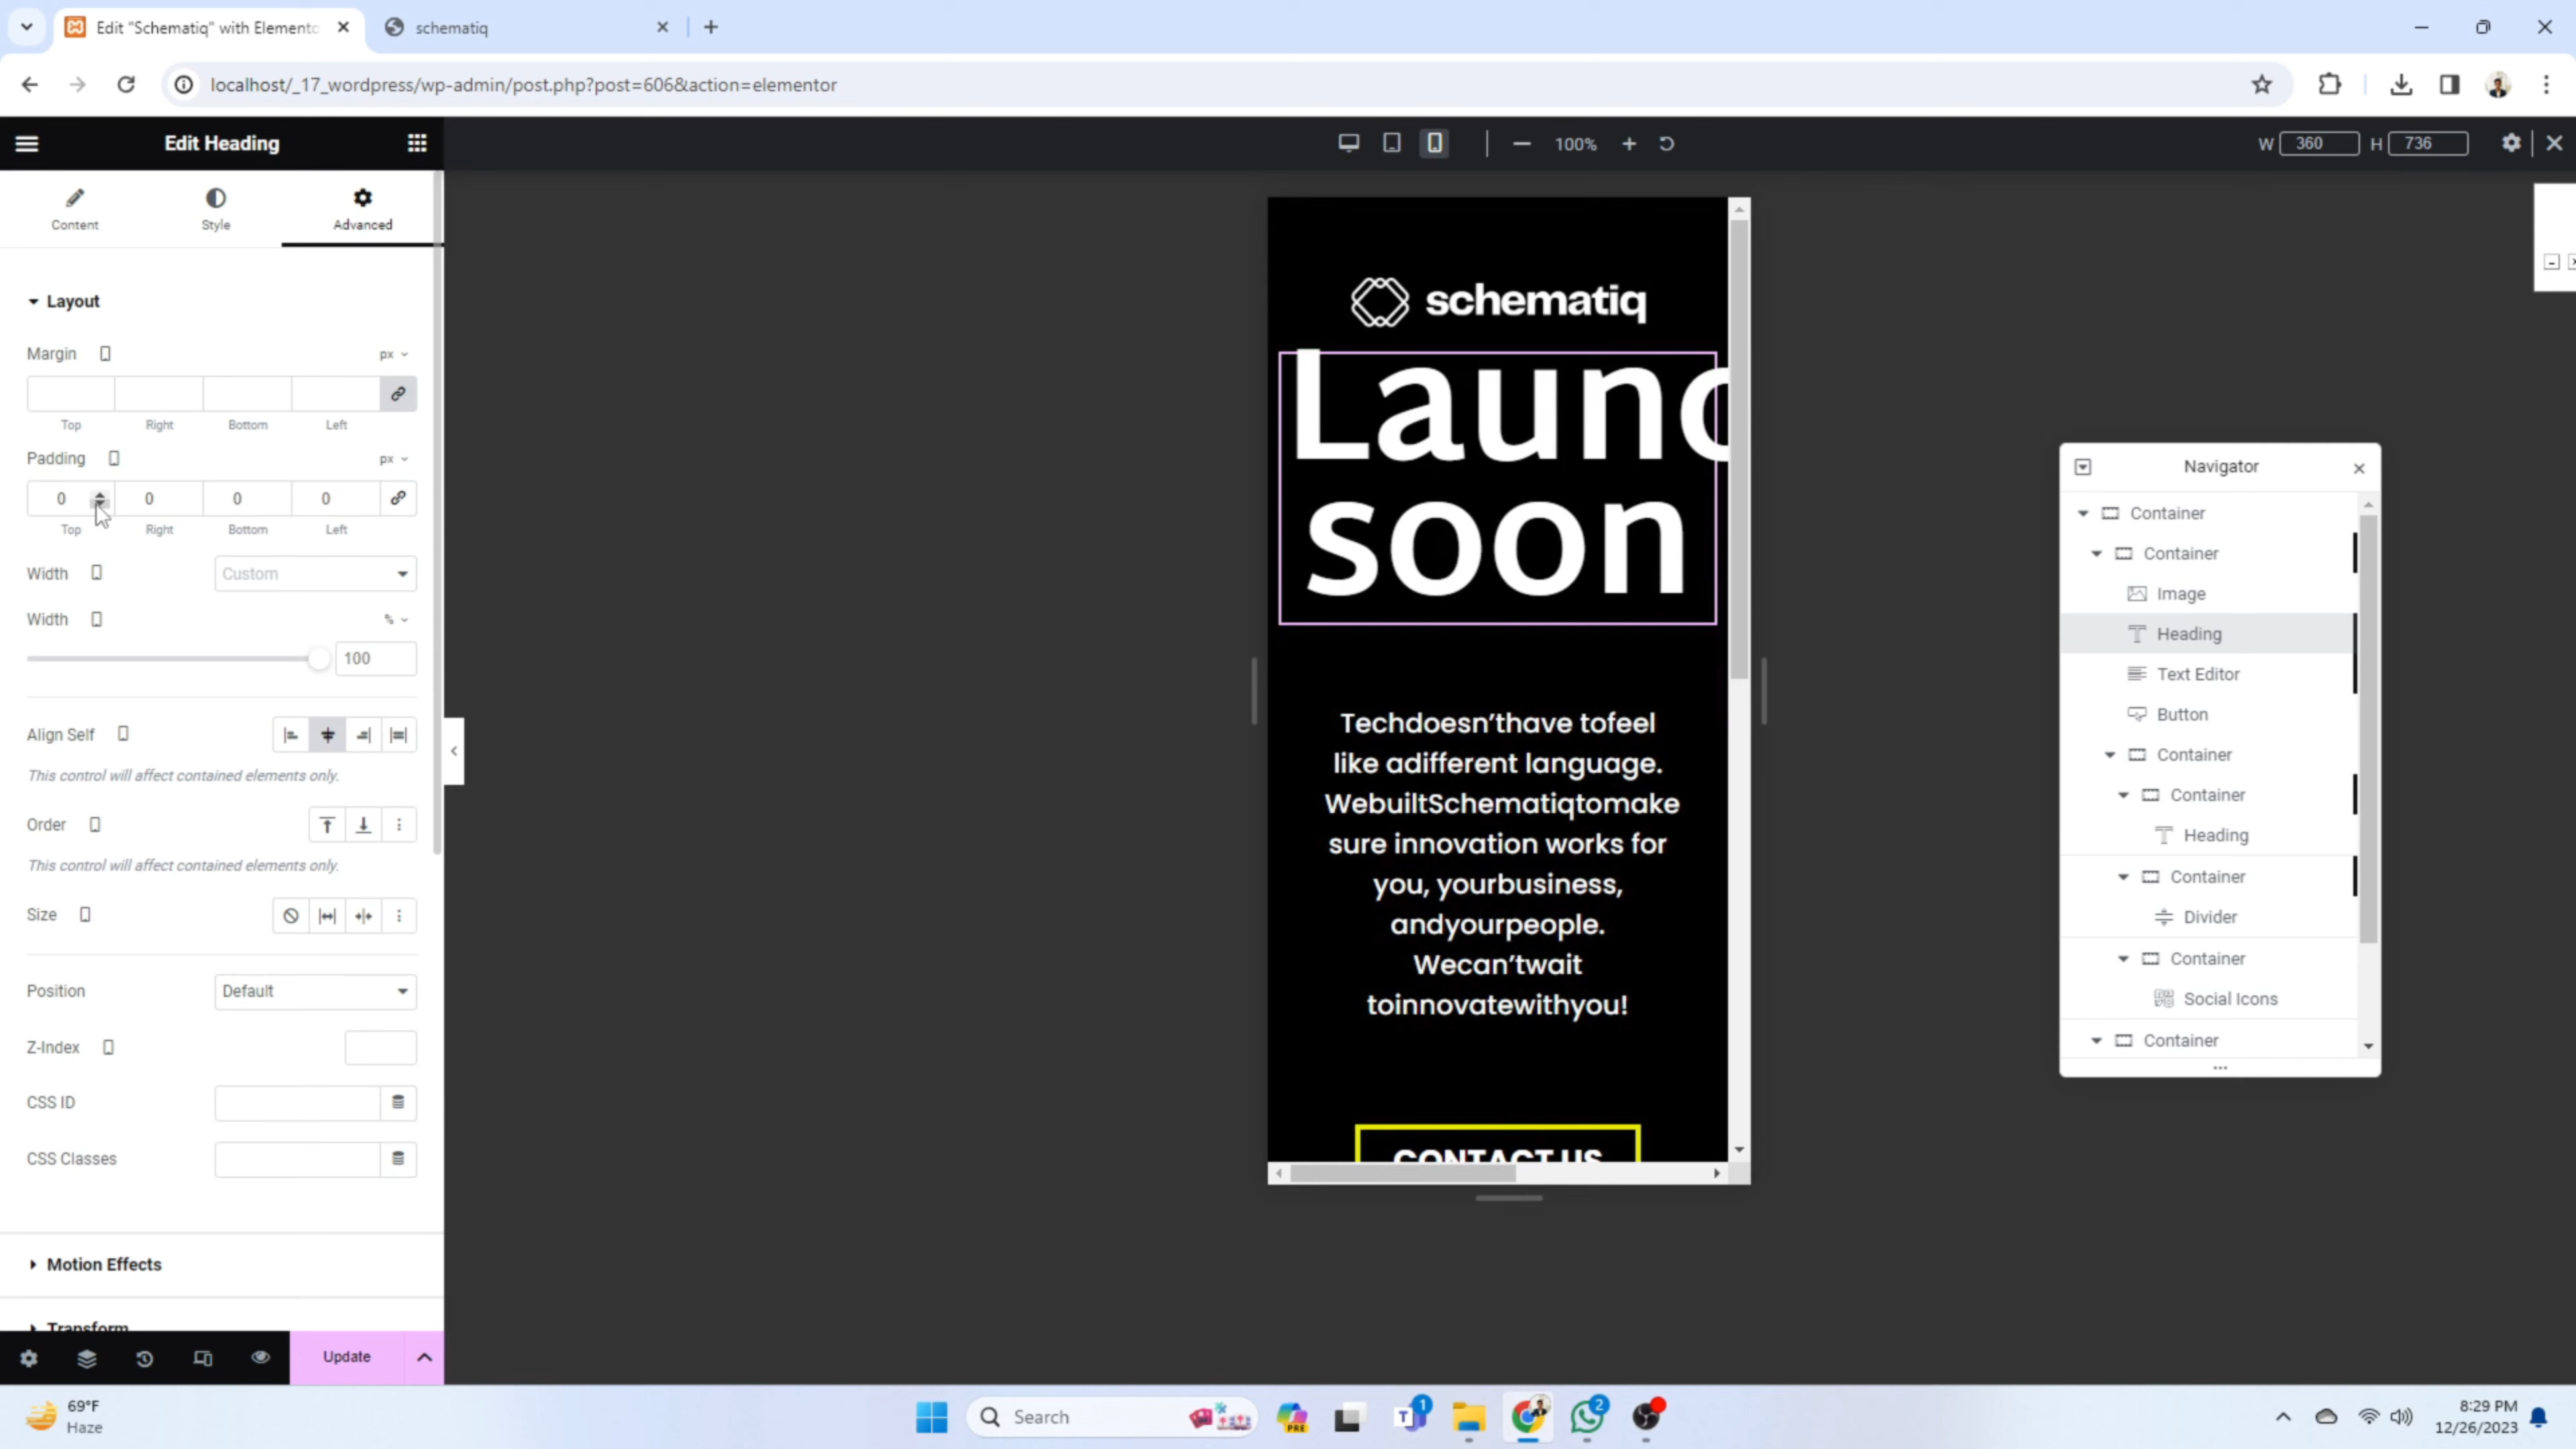 Edit "Schematiq" with Elemento
schematiq
localhost/_17_wordpress/wp-admin/post.php?post=606&action=elementor
Edit Heading
100%
W 360 H 736
Content
Style
Advanced
Layout
Margin
px
Top Right Bottom Left
Padding
px
0 0 0 0
Top Right Bottom Left
Width
Custom
Width
%
100
Align Self
This control will affect contained elements only.
Order
This control will affect contained elements only.
Size
Position
Default
Z-Index
CSS ID
CSS Classes
Motion Effects
Transform
Update
schematiq
Launc
soon
Techdoesn’thave tofeel
like adifferent language.
WebuiltSchematiqtomake
sure innovation works for
you, yourbusiness,
andyourpeople.
Wecan’twait
toinnovatewithyou!
CONTACT US
Navigator
Container
Container
Image
Heading
Text Editor
Button
Container
Container
Heading
Container
Divider
Container
Social Icons
Container
69°F
Haze
Search
PRE
T
1
2
8:29 PM
12/26/2023